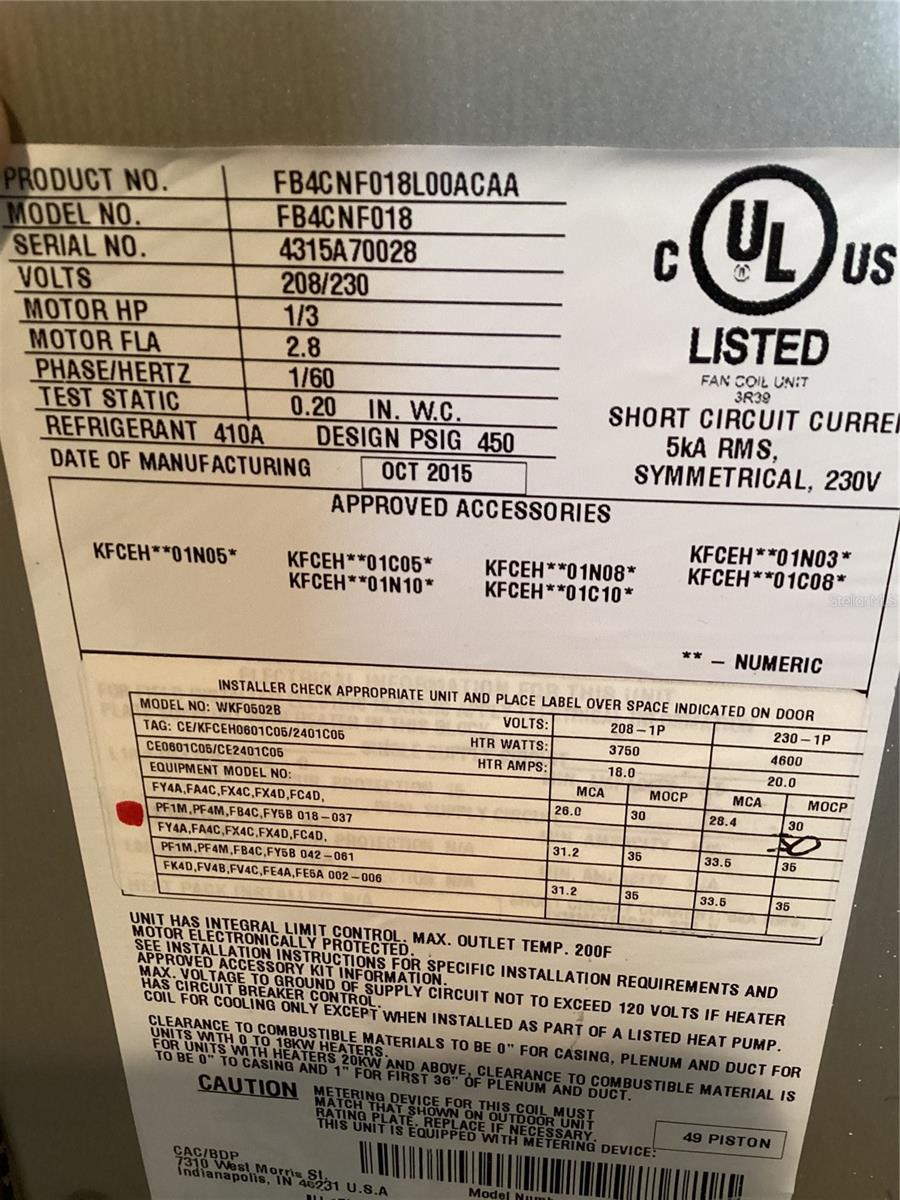 PRODUCT NO. FB4CNF018L00ACAA
MODEL NO. FB4CNF018
SERIAL NO. 4315A70028
VOLTS 208/230
MOTOR HP 1/3
MOTOR FLA 2.8
PHASE/HERTZ 1/60
TEST STATIC 0.20 IN. W.C.
REFRIGERANT 410A DESIGN PSIG 450
DATE OF MANUFACTURING OCT 2015
C UL US
LISTED
FAN COIL UNIT
3R39
SHORT CIRCUIT CURRE
5kA RMS,
SYMMETRICAL, 230V
APPROVED ACCESSORIES
KFCEH**01N05* KFCEH**01C05* KFCEH**01N08* KFCEH**01N03*
KFCEH**01N10* KFCEH**01C10* KFCEH**01C08*
StellarMLS
** - NUMERIC
INSTALLER CHECK APPROPRIATE UNIT AND PLACE LABEL OVER SPACE INDICATED ON DOOR
MODEL NO: WKF0502B VOLTS: 208-1P 230-1P
TAG: CE/KFCEH0601C05/2401C05 HTR WATTS: 3750 4600
CE0601C05/CE2401C05 HTR AMPS: 18.0 20.0
EQUIPMENT MODEL NO: MCA MOCP MCA MOCP
FY4A,FA4C,FX4C,FX4D,FC4D,
PF1M,PF4M,FB4C,FY5B 018-037 26.0 30 28.4 30
FY4A,FA4C,FX4C,FX4D,FC4D,
PF1M,PF4M,FB4C,FY5B 042-061 31.2 35 33.5 35
FK4D,FV4B,FV4C,FE4A,FE5A 002-006 31.2 35 33.5 35
UNIT HAS INTEGRAL LIMIT CONTROL. MAX. OUTLET TEMP. 200F
MOTOR ELECTRONICALLY PROTECTED.
SEE INSTALLATION INSTRUCTIONS FOR SPECIFIC INSTALLATION REQUIREMENTS AND
APPROVED ACCESSORY KIT INFORMATION.
MAX. VOLTAGE TO GROUND OF SUPPLY CIRCUIT NOT TO EXCEED 120 VOLTS IF HEATER
HAS CIRCUIT BREAKER CONTROL.
COIL FOR COOLING ONLY EXCEPT WHEN INSTALLED AS PART OF A LISTED HEAT PUMP.
CLEARANCE TO COMBUSTIBLE MATERIALS TO BE 0" FOR CASING, PLENUM AND DUCT FOR
UNITS WITH 0 TO 18KW HEATERS.
FOR UNITS WITH HEATERS 20KW AND ABOVE, CLEARANCE TO COMBUSTIBLE MATERIAL IS
TO BE 0" TO CASING AND 1" FOR FIRST 36" OF PLENUM AND DUCT.
CAUTION METERING DEVICE FOR THIS COIL MUST
MATCH THAT SHOWN ON OUTDOOR UNIT
RATING PLATE. REPLACE IF NECESSARY.
THIS UNIT IS EQUIPPED WITH METERING DEVICE: 49 PISTON
CAC/BDP
7310 West Morris St.,
Indianapolis, IN 46231 U.S.A